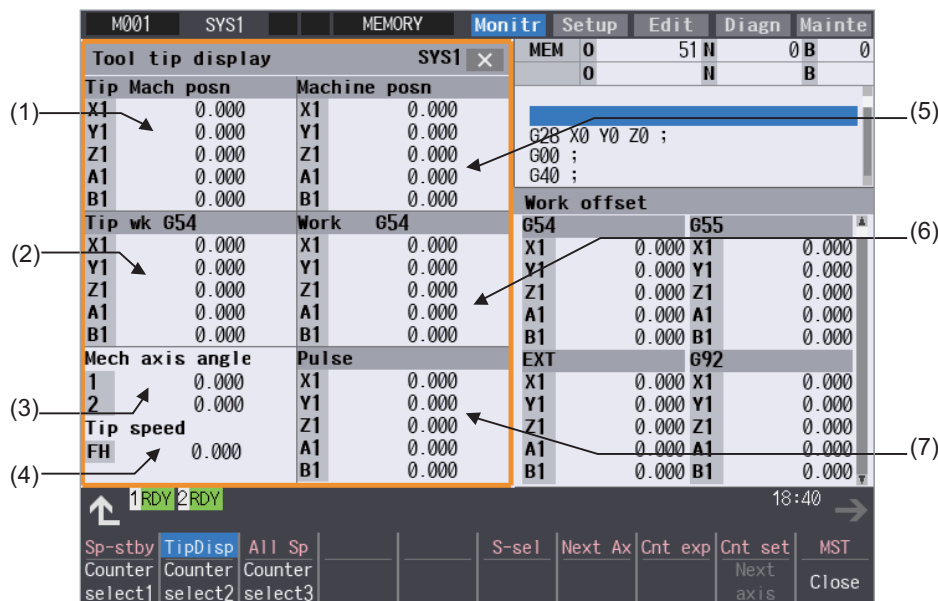 M001 SYS1 MEMORY Monitr Setup Edit Diagn Mainte
Tool tip display SYS1 ×
MEM O 51 N 0 B 0
O N B
Tip Mach posn
X1 0.000
Y1 0.000
Z1 0.000
A1 0.000
B1 0.000
Machine posn
X1 0.000
Y1 0.000
Z1 0.000
A1 0.000
B1 0.000
G28 X0 Y0 Z0 ;
G00 ;
G40 ;
Tip wk G54
X1 0.000
Y1 0.000
Z1 0.000
A1 0.000
B1 0.000
Work G54
X1 0.000
Y1 0.000
Z1 0.000
A1 0.000
B1 0.000
Mech axis angle
1 0.000
2 0.000
Tip speed
FH 0.000
Pulse
X1 0.000
Y1 0.000
Z1 0.000
A1 0.000
B1 0.000
Work offset
G54 G55
X1 0.000 X1 0.000
Y1 0.000 Y1 0.000
Z1 0.000 Z1 0.000
A1 0.000 A1 0.000
B1 0.000 B1 0.000
EXT G92
X1 0.000 X1 0.000
Y1 0.000 Y1 0.000
Z1 0.000 Z1 0.000
A1 0.000 A1 0.000
B1 0.000 B1 0.000
(1)
(2)
(3)
(4)
(5)
(6)
(7)
1 RDY 2 RDY 18:40
Sp-stby TipDisp All Sp S-sel Next Ax Cnt exp Cnt set MST
Counter Counter Counter Next Close
select1 select2 select3 axis